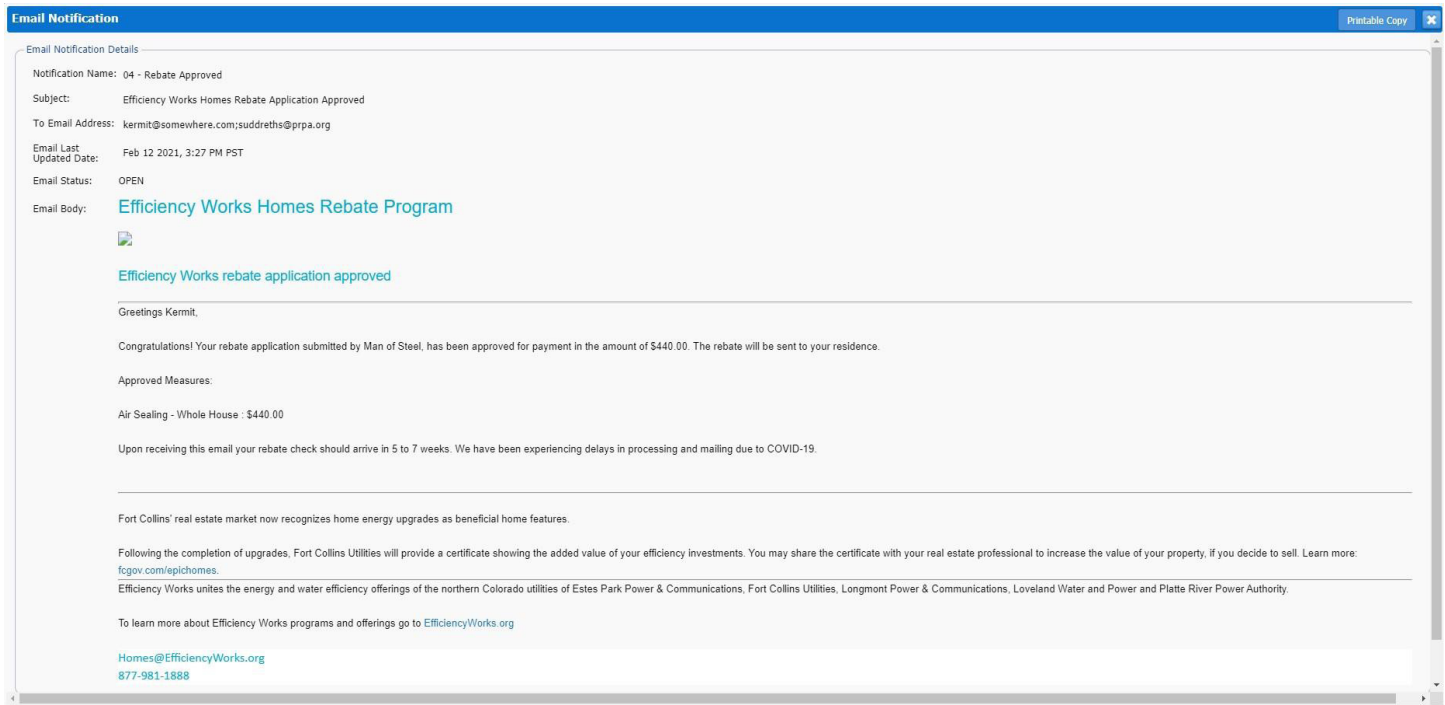 Email Notification
Printable Copy
Email Notification Details
Notification Name: 04 - Rebate Approved
Subject: Efficiency Works Homes Rebate Application Approved
To Email Address: kermit@somewhere.com;suddreths@prpa.org
Email Last
Updated Date: Feb 12 2021, 3:27 PM PST
Email Status: OPEN
Email Body: Efficiency Works Homes Rebate Program
Efficiency Works rebate application approved
Greetings Kermit,
Congratulations! Your rebate application submitted by Man of Steel, has been approved for payment in the amount of $440.00. The rebate will be sent to your residence.
Approved Measures:
Air Sealing - Whole House : $440.00
Upon receiving this email your rebate check should arrive in 5 to 7 weeks. We have been experiencing delays in processing and mailing due to COVID-19.
Fort Collins' real estate market now recognizes home energy upgrades as beneficial home features.
Following the completion of upgrades, Fort Collins Utilities will provide a certificate showing the added value of your efficiency investments. You may share the certificate with your real estate professional to increase the value of your property, if you decide to sell. Learn more:
fcgov.com/epichomes.
Efficiency Works unites the energy and water efficiency offerings of the northern Colorado utilities of Estes Park Power & Communications, Fort Collins Utilities, Longmont Power & Communications, Loveland Water and Power and Platte River Power Authority.
To learn more about Efficiency Works programs and offerings go to EfficiencyWorks.org
Homes@EfficiencyWorks.org
877-981-1888